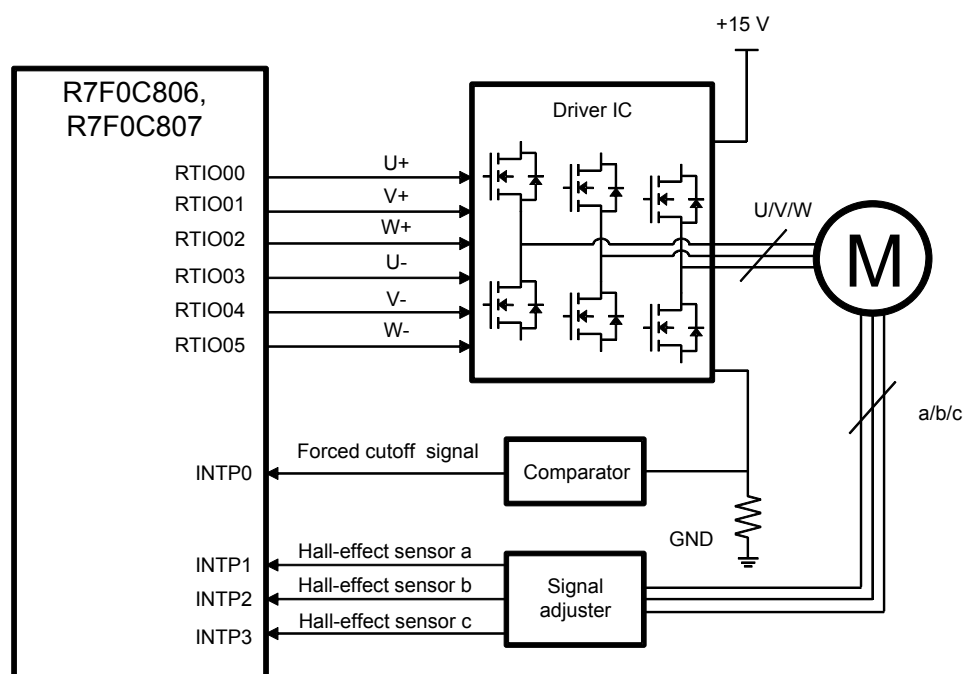 +15 V
R7F0C806,
R7F0C807
Driver IC
RTIO00
U+
RTIO01
V+
RTIO02
W+
RTIO03
U-
RTIO04
V-
RTIO05
W-
U/V/W
M
a/b/c
INTP0
Forced cutoff signal
Comparator
GND
INTP1
Hall-effect sensor a
INTP2
Hall-effect sensor b
INTP3
Hall-effect sensor c
Signal
adjuster